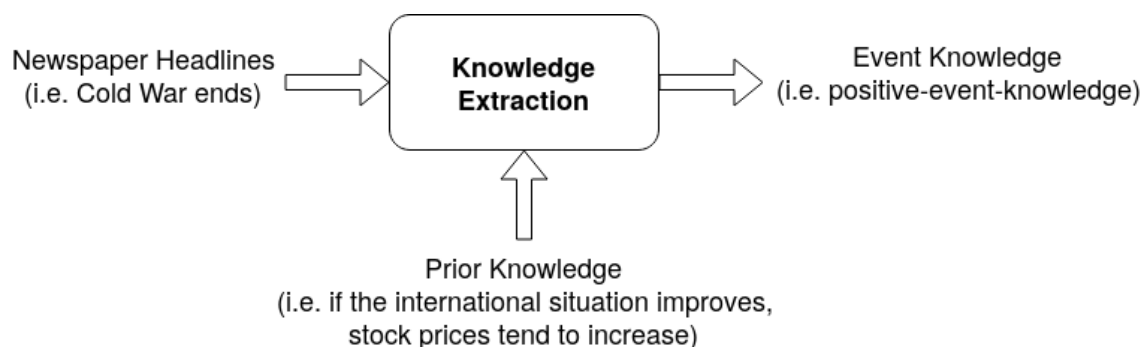 Newspaper Headlines
(i.e. Cold War ends)
Knowledge
Extraction
Event Knowledge
(i.e. positive-event-knowledge)
Prior Knowledge
(i.e. if the international situation improves,
stock prices tend to increase)